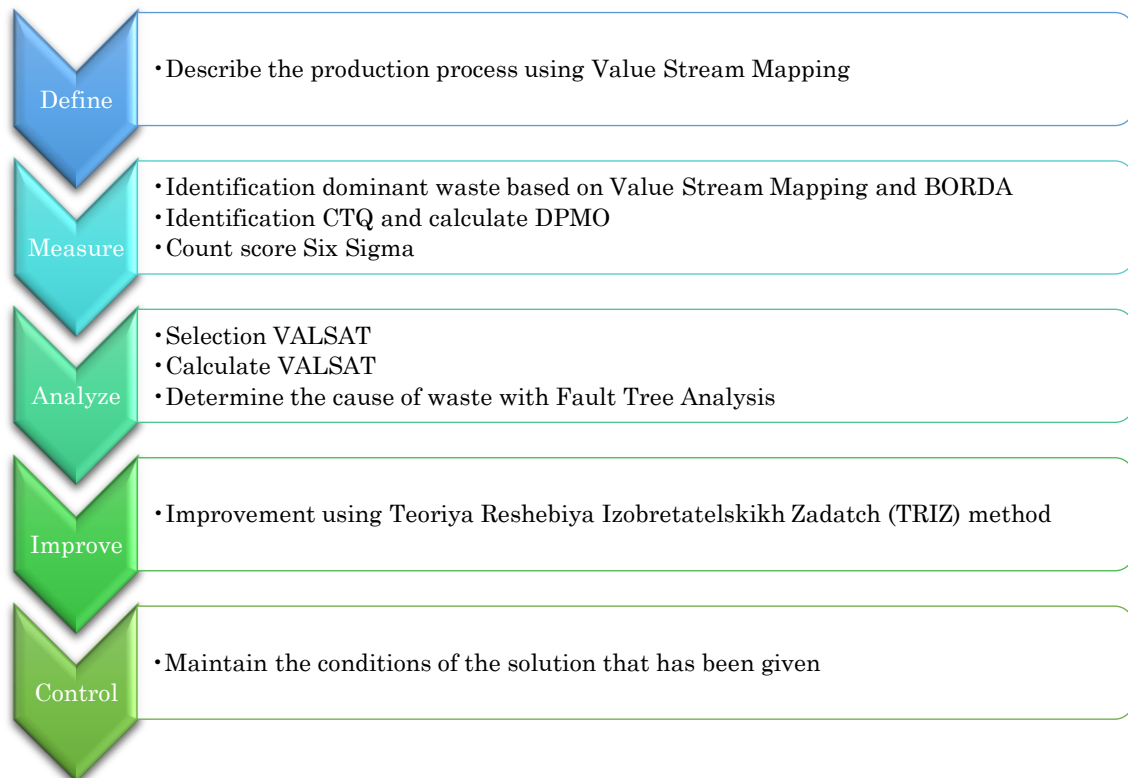 Define
•Describe the production process using Value Stream Mapping
Measure
•Identification dominant waste based on Value Stream Mapping and BORDA
•Identification CTQ and calculate DPMO
•Count score Six Sigma
Analyze
•Selection VALSAT
•Calculate VALSAT
•Determine the cause of waste with Fault Tree Analysis
Improve
•Improvement using Teoriya Reshebiya Izobretatelskikh Zadatch (TRIZ) method
Control
•Maintain the conditions of the solution that has been given